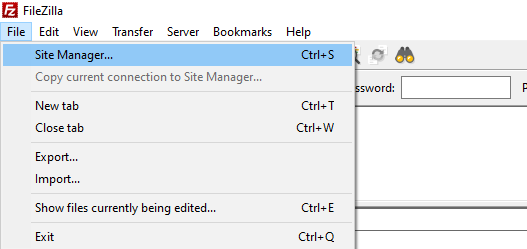 FileZilla
File Edit View Transfer Server Bookmarks Help
Site Manager... Ctrl+S
Copy current connection to Site Manager...
ssword:
New tab Ctrl+T
Close tab Ctrl+W
Export...
Import...
Show files currently being edited... Ctrl+E
Exit Ctrl+Q